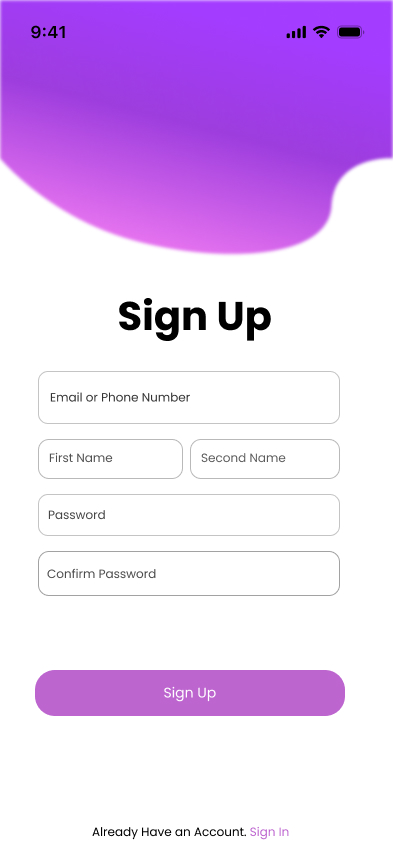 9:41
Sign Up
Email or Phone Number
First Name
Second Name
Password
Confirm Password
Sign Up
Already Have an Account. Sign In